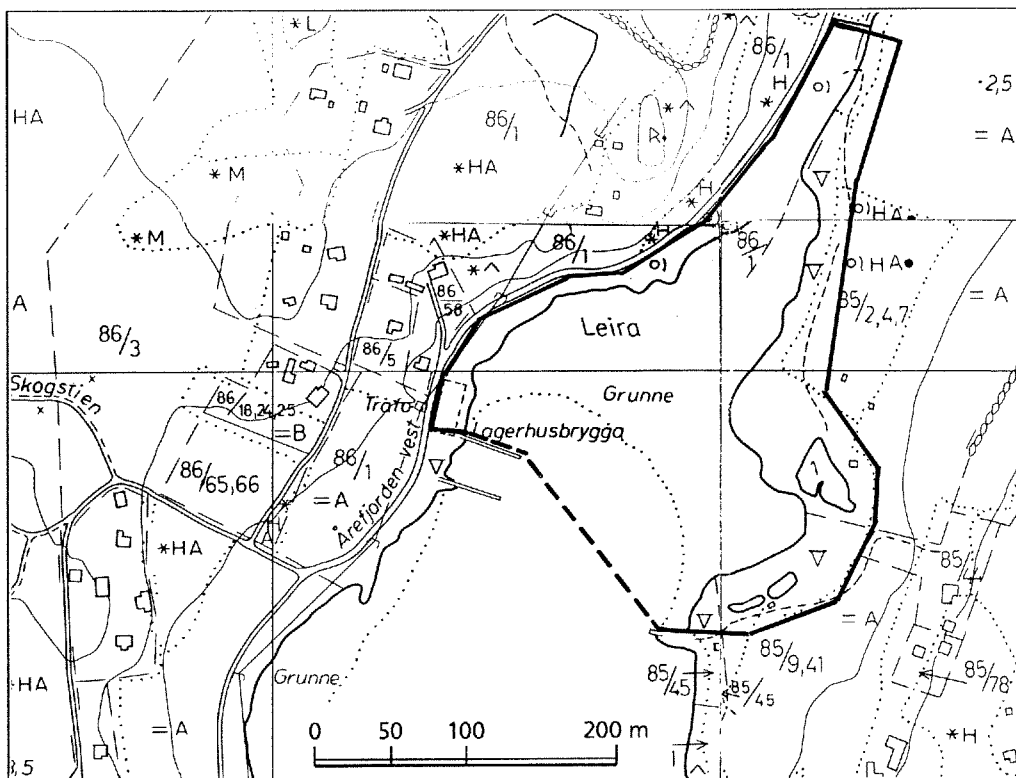 * L
86/1
H
o)
• 2,5
HA
86/1
* ^
R.
= A
* M
* HA
* H
o) HA •
* M
* HA
* ^
86/1
H
o)
86/1
o) HA •
= A
A
86/58
Leira
85/2,4,7
86/3
86/5
Skogstien
Grunne
86/18,24,25
Trafo
= B
Lagerhusbrygga
86/1
86/65,66
= A
Årefjorden-vest
* HA
85/
= A
85/9,41
Grunne
85/45
85/45
85/78
HA
= A
0 50 100 200 m
* H
3,5